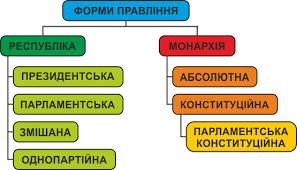 ФОРМИ ПРАВЛІННЯ
РЕСПУБЛІКА
МОНАРХІЯ
ПРЕЗИДЕНТСЬКА
АБСОЛЮТНА
ПАРЛАМЕНТСЬКА
КОНСТИТУЦІЙНА
ЗМІШАНА
ПАРЛАМЕНТСЬКА
КОНСТИТУЦІЙНА
ОДНОПАРТІЙНА